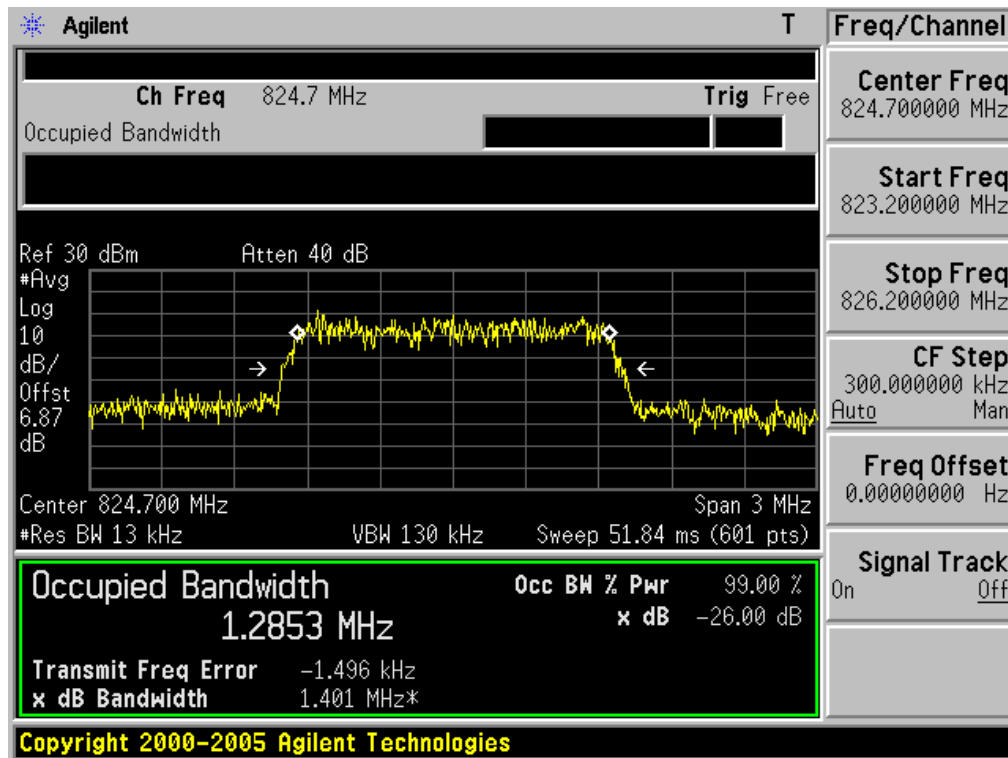 Agilent T
Ch Freq 824.7 MHz Trig Free
Occupied Bandwidth
Ref 30 dBm Atten 40 dB
#Avg
Log
10
dB/
Offst
6.87
dB
Center 824.700 MHz Span 3 MHz
#Res BW 13 kHz VBW 130 kHz Sweep 51.84 ms (601 pts)
Occupied Bandwidth
1.2853 MHz
Occ BW % Pwr 99.00 %
x dB -26.00 dB
Transmit Freq Error -1.496 kHz
x dB Bandwidth 1.401 MHz*
Copyright 2000-2005 Agilent Technologies
Freq/Channel
Center Freq
824.700000 MHz
Start Freq
823.200000 MHz
Stop Freq
826.200000 MHz
CF Step
300.000000 kHz
Auto Man
Freq Offset
0.00000000 Hz
Signal Track
On Off